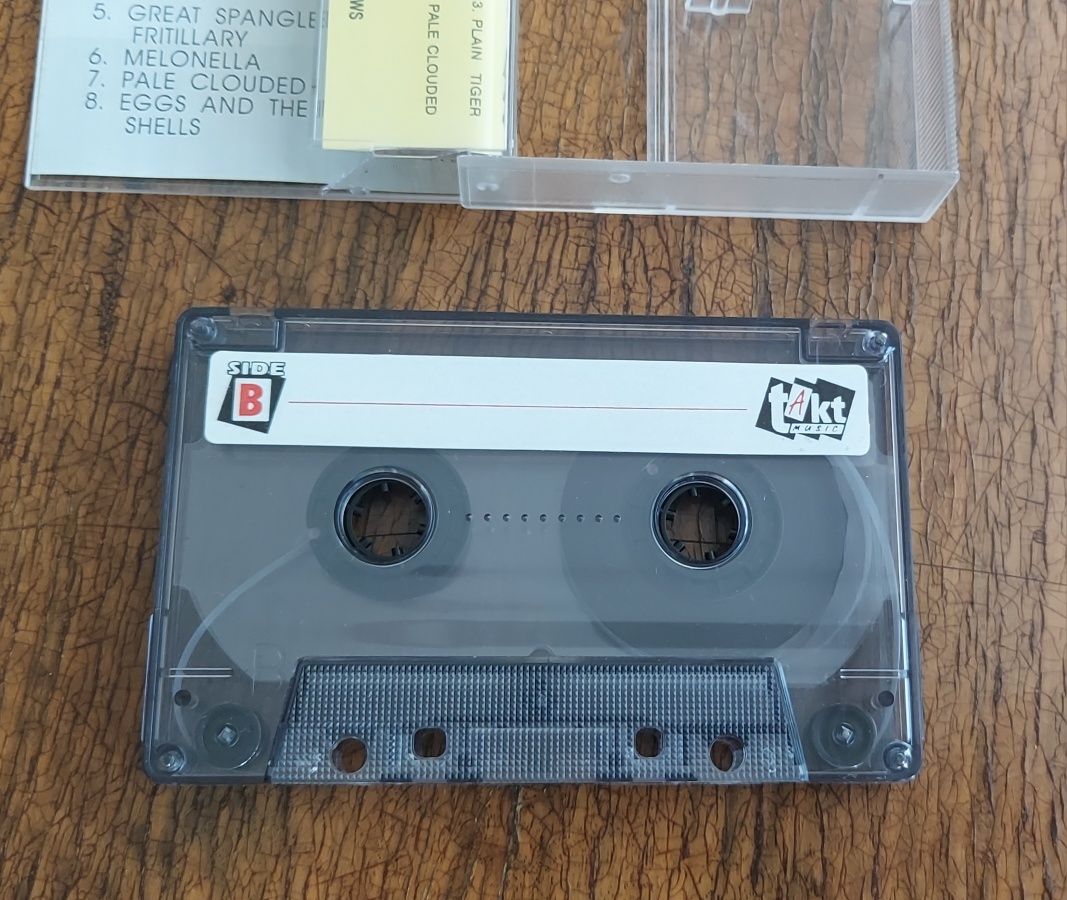 5. GREAT SPANGLE
FRITILLARY
6. MELONELLA
7. PALE CLOUDED
8. EGGS AND THE
SHELLS
WS
PALE CLOUDED
3. PLAIN TIGER
SIDE
B
tAkt
MUSIC
B